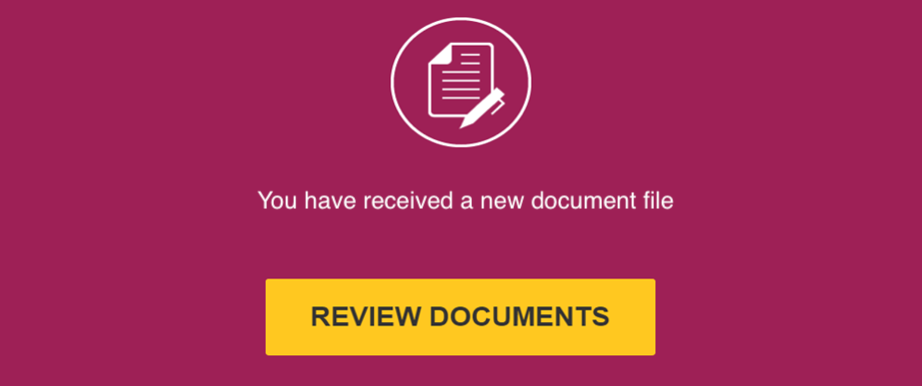 You have received a new document file
REVIEW DOCUMENTS